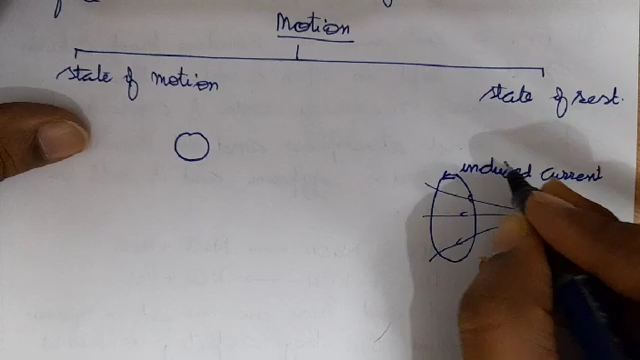 Motion
state of motion
state of rest.
induced current